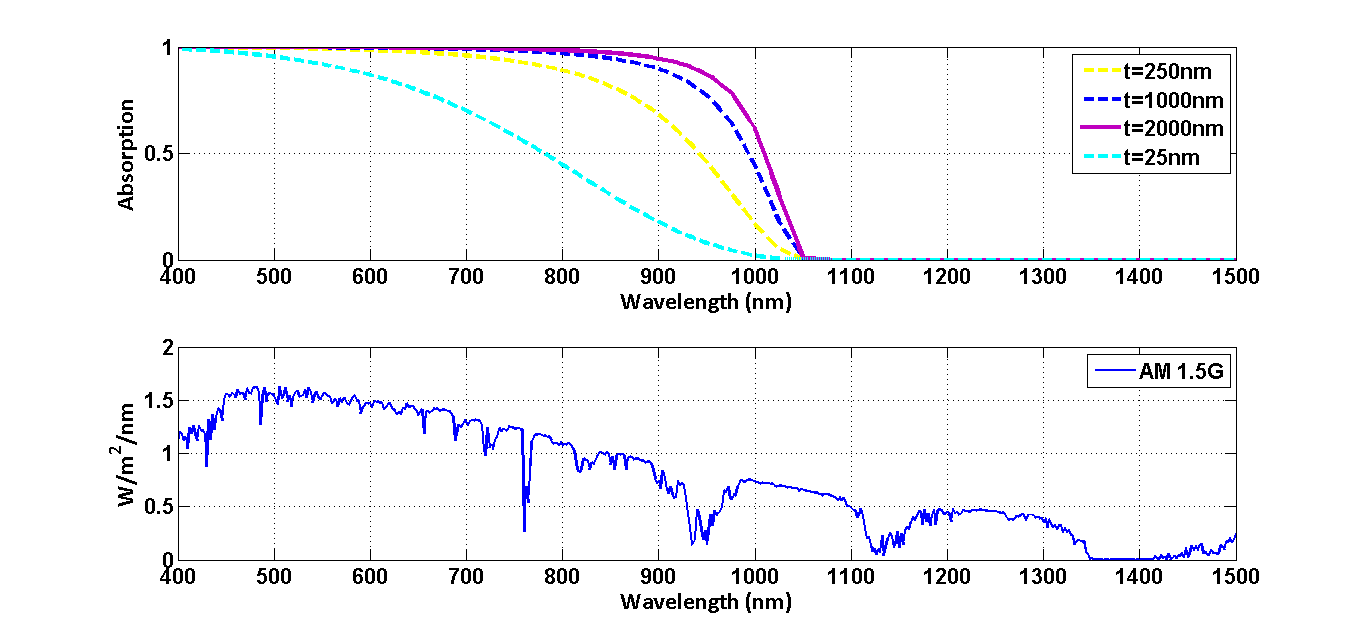 1
0.5
0
Absorption
400 500 600 700 800 900 1000 1100 1200 1300 1400 1500
Wavelength (nm)
t=250nm
t=1000nm
t=2000nm
t=25nm
2
1.5
1
0.5
0
W/m²/nm
400 500 600 700 800 900 1000 1100 1200 1300 1400 1500
Wavelength (nm)
AM 1.5G